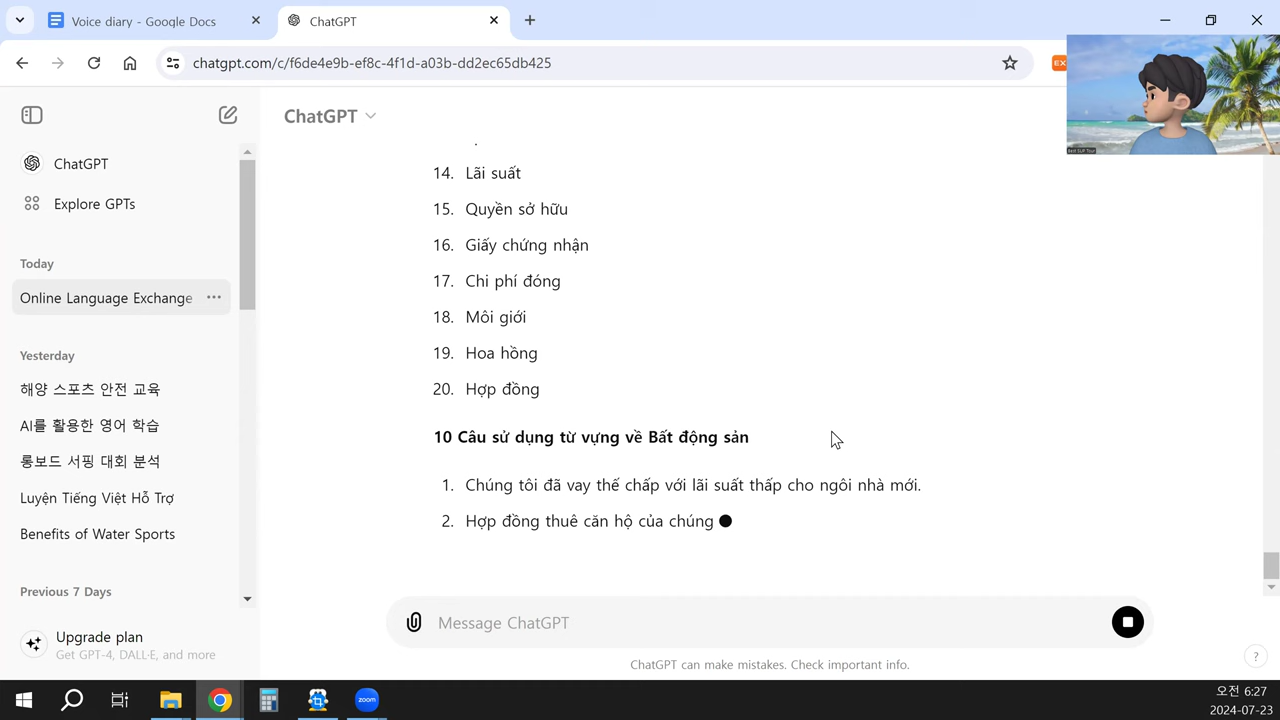 Voice diary - Google Docs
ChatGPT
chatgpt.com/c/f6de4e9b-ef8c-4f1d-a03b-dd2ec65db425
EX
ChatGPT
ChatGPT
Explore GPTs
Today
Online Language Exchange
Yesterday
해양 스포츠 안전 교육
AI를 활용한 영어 학습
롱보드 서핑 대회 분석
Luyện Tiếng Việt Hỗ Trợ
Benefits of Water Sports
Previous 7 Days
Upgrade plan
Get GPT-4, DALL·E, and more
14. Lãi suất
15. Quyền sở hữu
16. Giấy chứng nhận
17. Chi phí đóng
18. Môi giới
19. Hoa hồng
20. Hợp đồng
10 Câu sử dụng từ vựng về Bất động sản
1. Chúng tôi đã vay thế chấp với lãi suất thấp cho ngôi nhà mới.
2. Hợp đồng thuê căn hộ của chúng
Message ChatGPT
ChatGPT can make mistakes. Check important info.
?
zoom
오전 6:27
2024-07-23